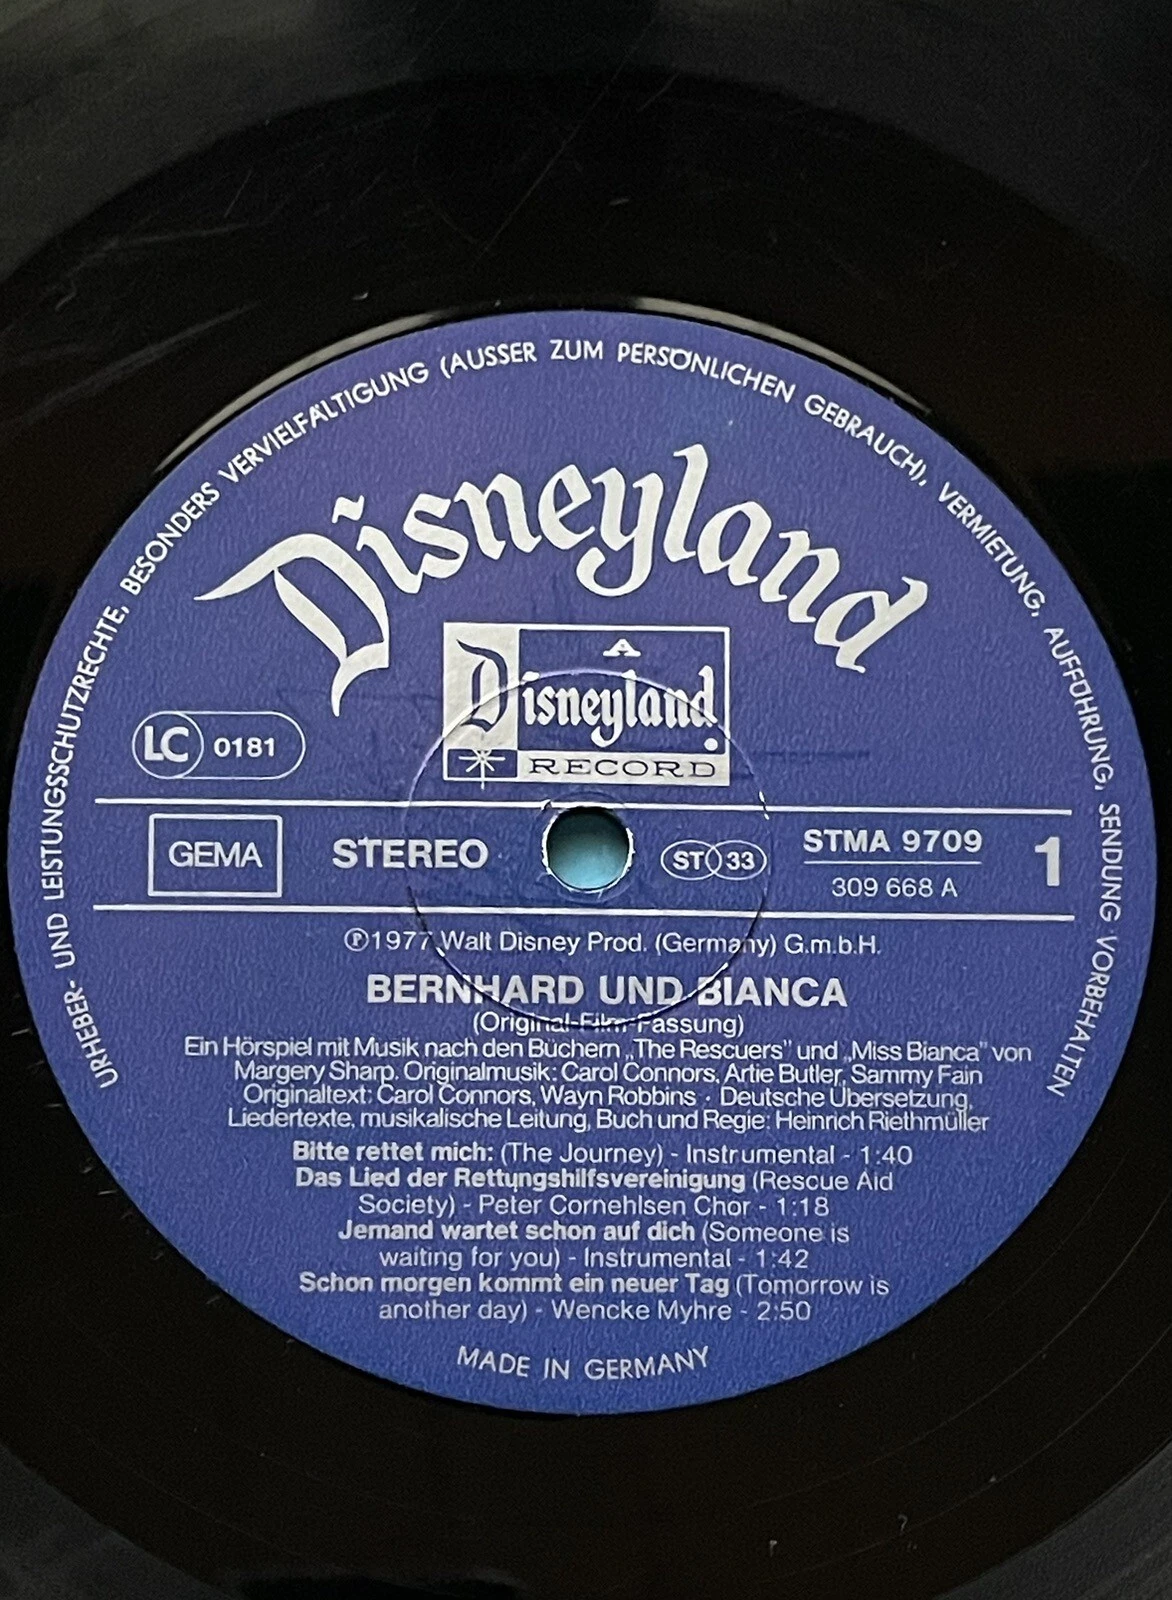 URHEBER- UND LEISTUNGSSCHUTZRECHTE, BESONDERS VERVIELFÄLTIGUNG (AUSSER ZUM PERSÖNLICHEN GEBRAUCH), VERMIETUNG, AUFFÜHRUNG, SENDUNG VORBEHALTEN
Disneyland
A
Disneyland
RECORD
LC 0181
GEMA STEREO ST 33 STMA 9709 1
309 668 A
℗1977 Walt Disney Prod. (Germany) G.m.b.H.
BERNHARD UND BIANCA
(Original-Film-Fassung)
Ein Hörspiel mit Musik nach den Büchern „The Rescuers" und „Miss Bianca" von
Margery Sharp. Originalmusik: Carol Connors, Artie Butler, Sammy Fain
Originaltext: Carol Connors, Wayn Robbins · Deutsche Übersetzung,
Liedertexte, musikalische Leitung, Buch und Regie: Heinrich Riethmüller
Bitte rettet mich: (The Journey) - Instrumental - 1:40
Das Lied der Rettungshilfsvereinigung (Rescue Aid
Society) - Peter Cornehlsen Chor - 1:18
Jemand wartet schon auf dich (Someone is
waiting for you) - Instrumental - 1:42
Schon morgen kommt ein neuer Tag (Tomorrow is
another day) - Wencke Myhre - 2:50
MADE IN GERMANY